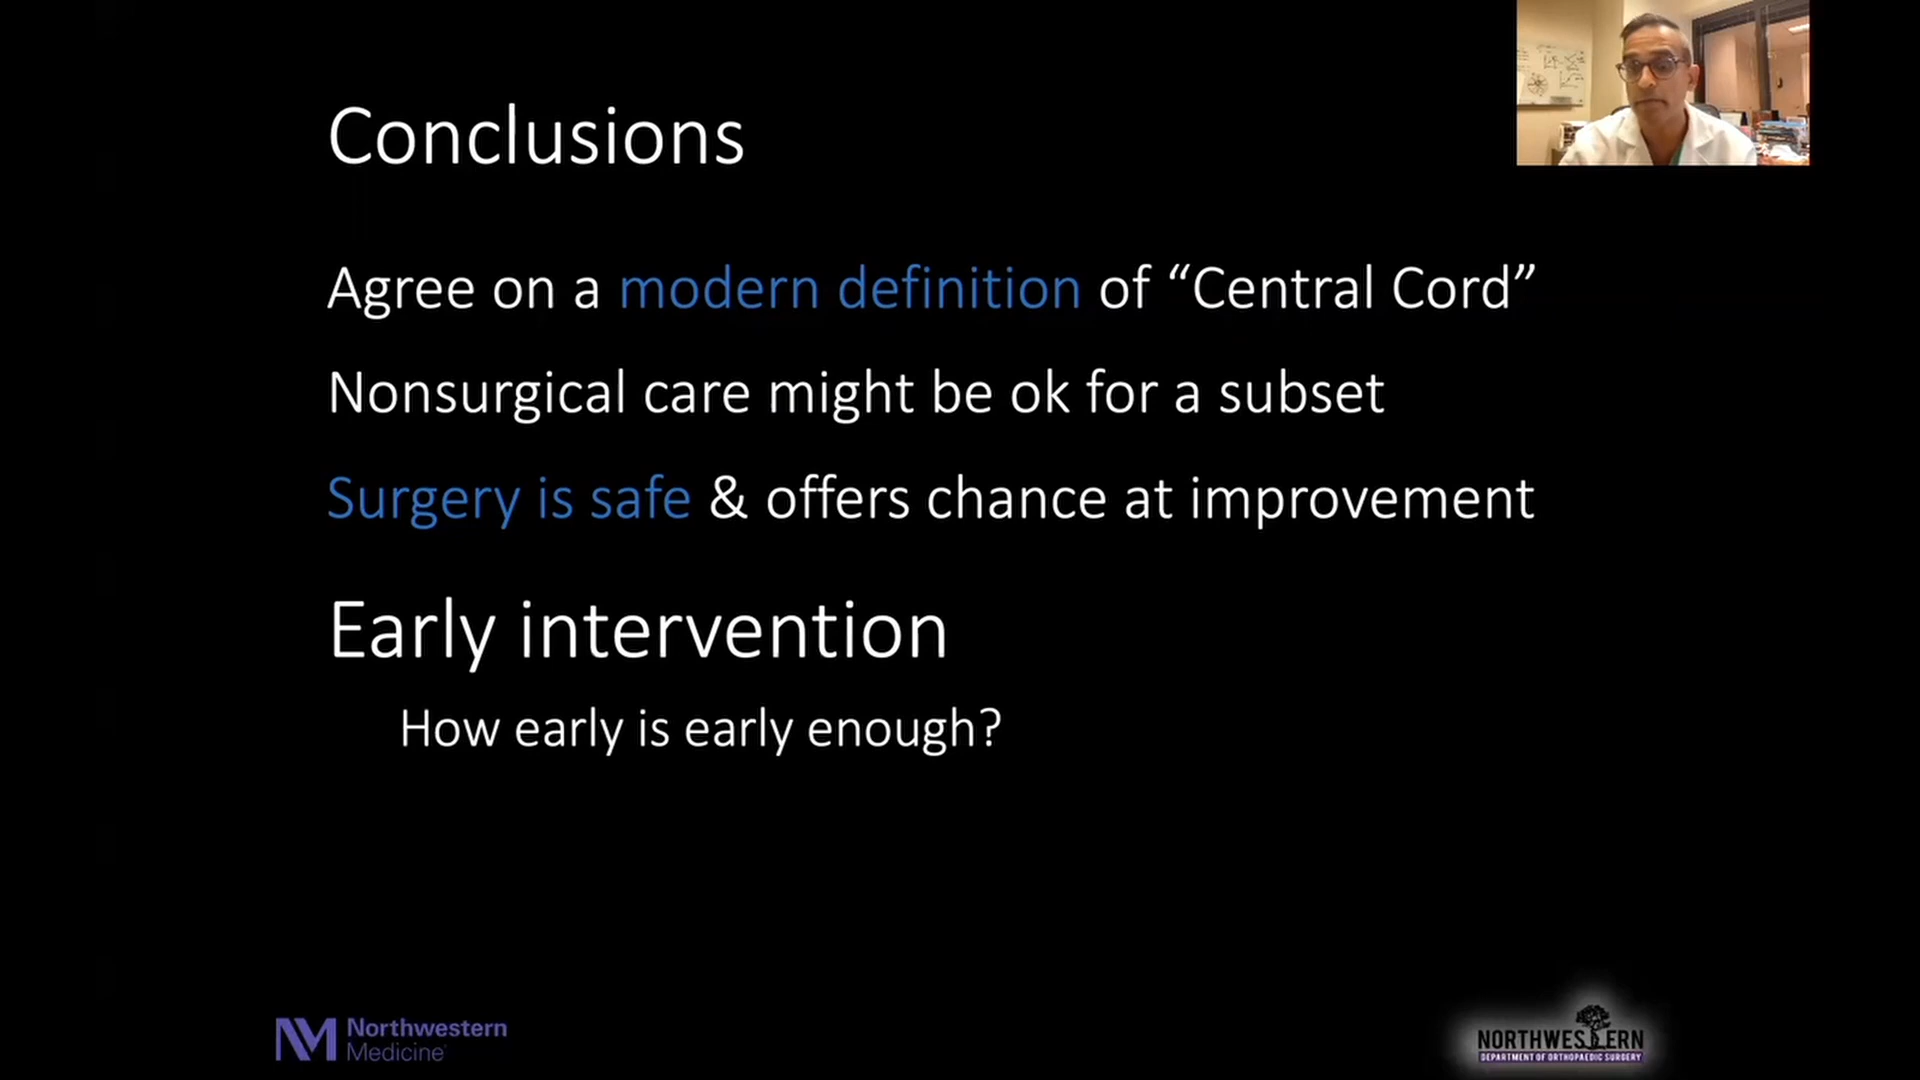 Conclusions
Agree on a modern definition of “Central Cord”
Nonsurgical care might be ok for a subset
Surgery is safe & offers chance at improvement
Early intervention
How early is early enough?
Northwestern
Medicine
NORTHWESTERN
DEPARTMENT OF ORTHOPAEDIC SURGERY